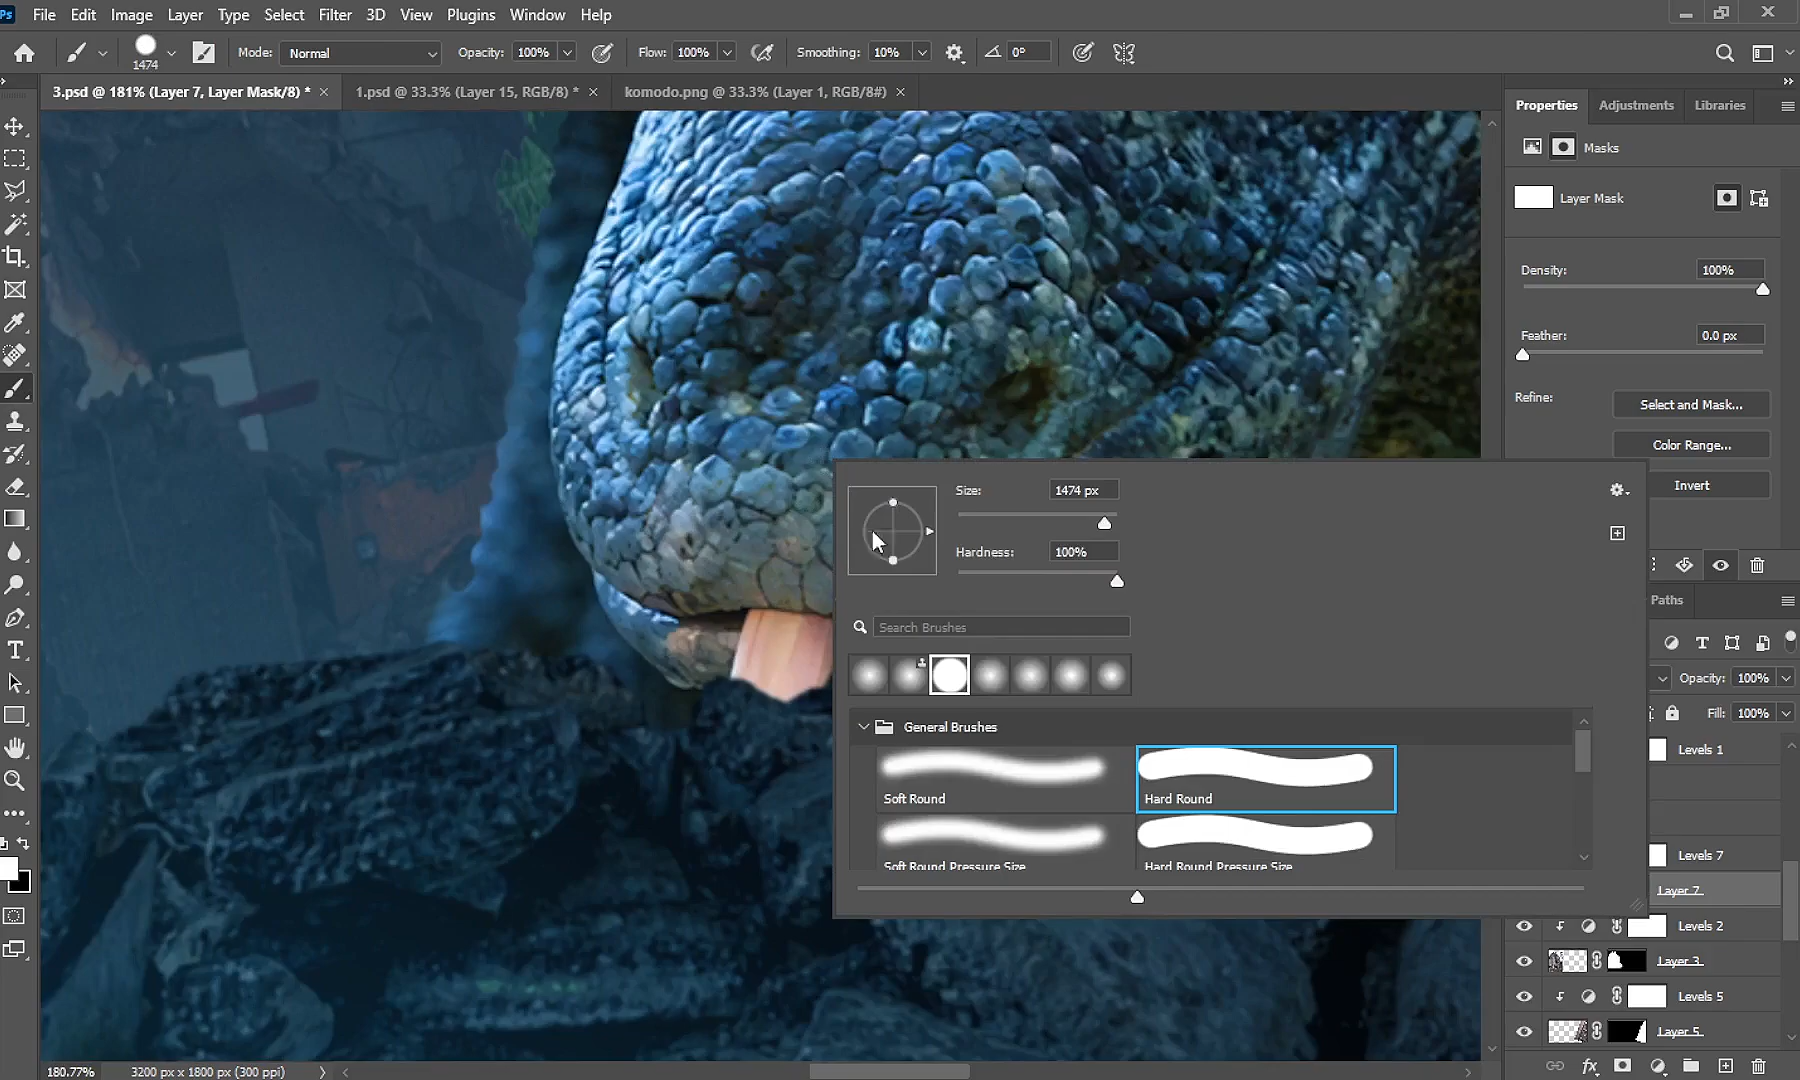 Ps File Edit Image Layer Type Select Filter 3D View Plugins Window Help
1474 Mode: Normal Opacity: 100% Flow: 100% Smoothing: 10% 0°
3.psd @ 181% (Layer 7, Layer Mask/8) * 1.psd @ 33.3% (Layer 15, RGB/8) * komodo.png @ 33.3% (Layer 1, RGB/8#)
Properties Adjustments Libraries
Masks
Layer Mask
Density: 100%
Feather: 0.0 px
Refine: Select and Mask...
Color Range...
Invert
Size: 1474 px
Hardness: 100%
Search Brushes
General Brushes
Soft Round Hard Round
Soft Round Pressure Size Hard Round Pressure Size
Paths
Opacity: 100%
Fill: 100%
Levels 1
Levels 7
Layer 7
Levels 2
Layer 3
Levels 5
Layer 5
180.77% 3200 px x 1800 px (300 ppi)